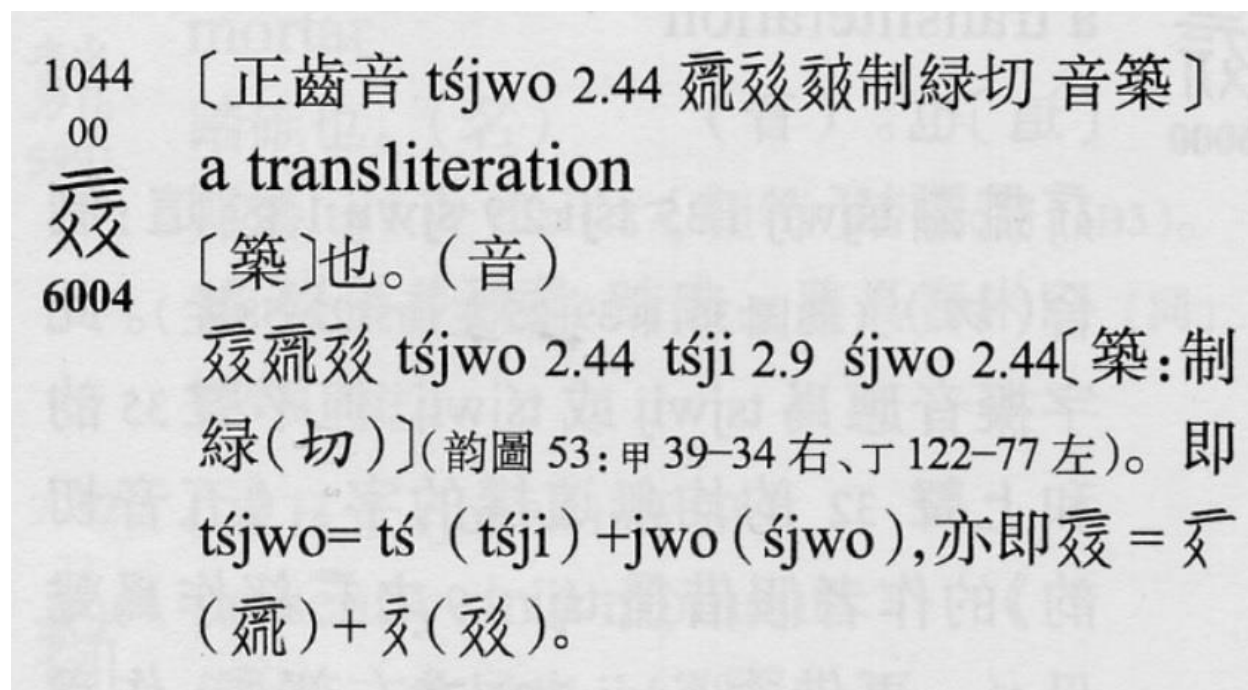 1044 〔正齒音 tśjwo 2.44 制緑切 音築〕
00
a transliteration
〔築〕也。(音)
6004
tśjwo 2.44 tśji 2.9 śjwo 2.44〔築:制
緑(切)〕(韵圖 53:甲 39–34 右、丁 122–77 左)。即
tśjwo= tś (tśji) +jwo (śjwo),亦即 =
( ) + ( )。